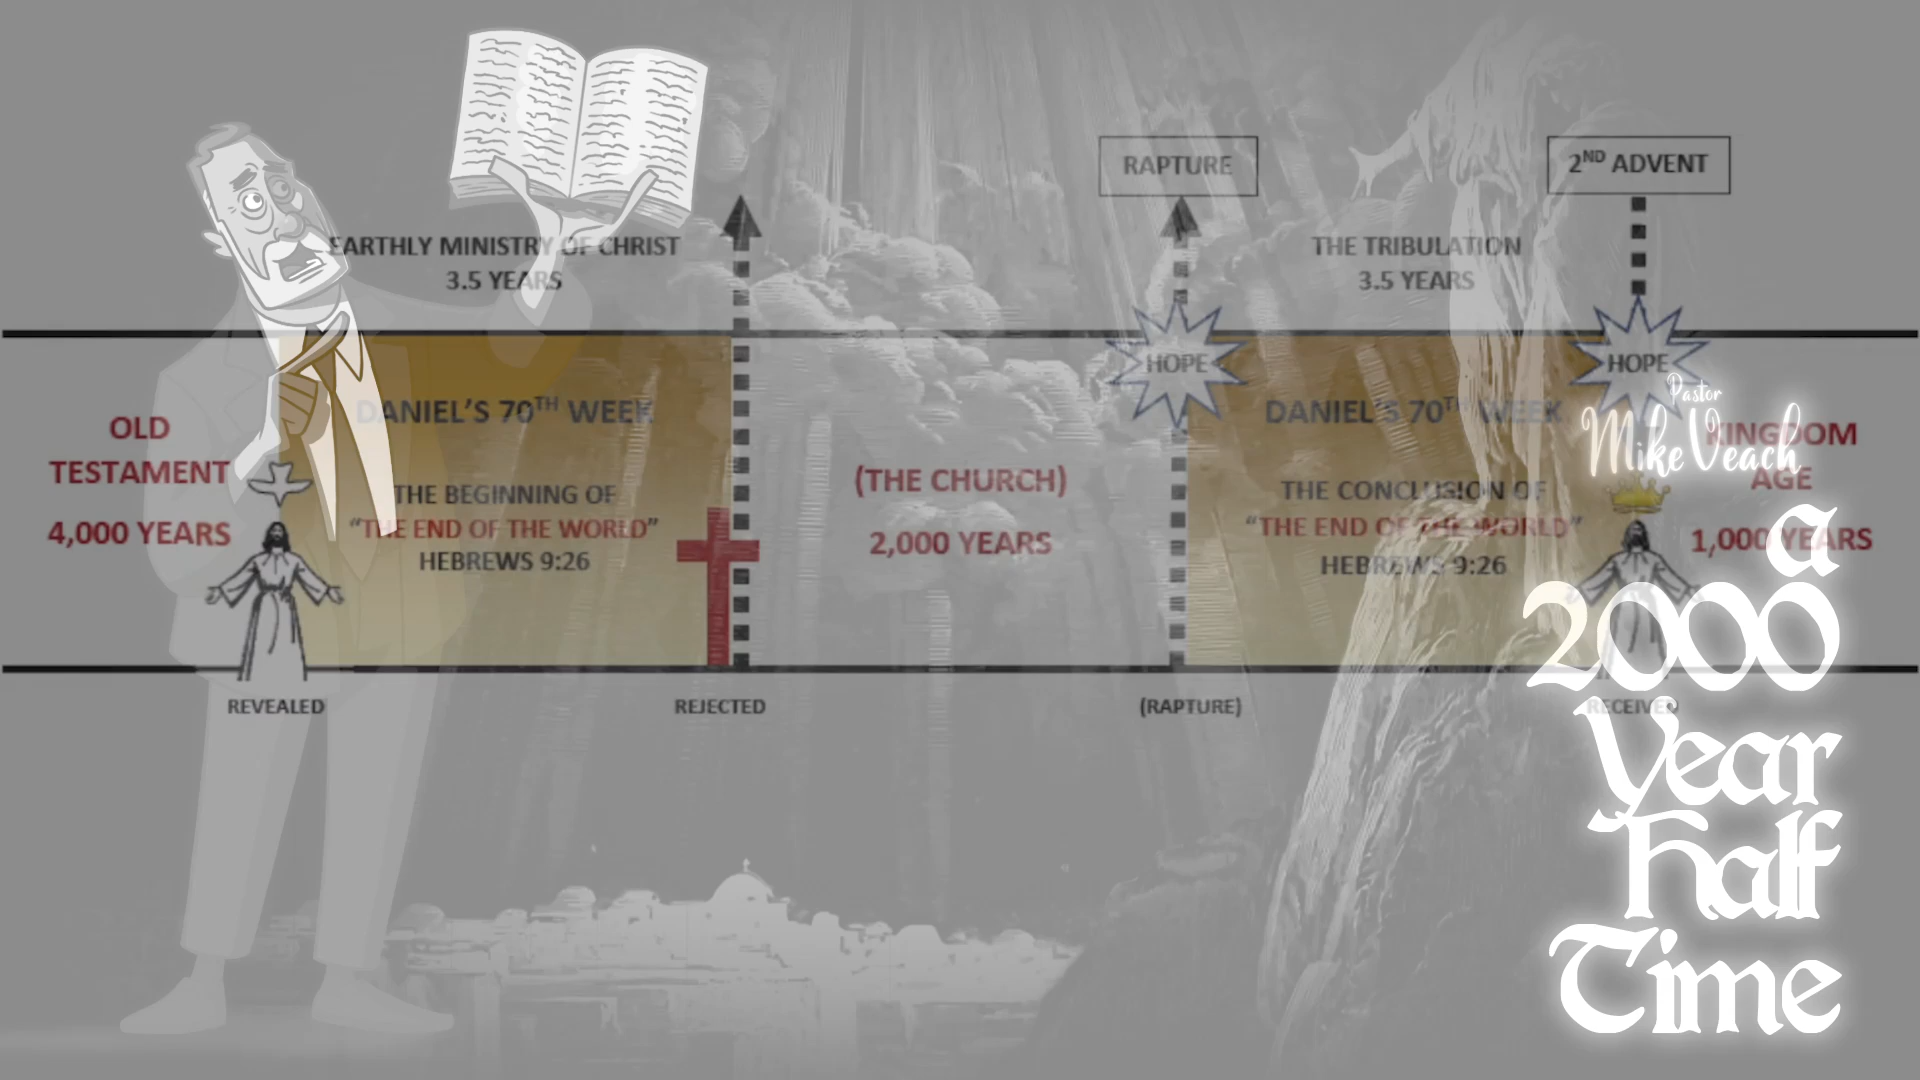 RAPTURE
2ND ADVENT
EARTHLY MINISTRY OF CHRIST
3.5 YEARS
THE TRIBULATION
3.5 YEARS
HOPE
HOPE
OLD
TESTAMENT
4,000 YEARS
DANIEL'S 70TH WEEK
THE BEGINNING OF
“THE END OF THE WORLD”
HEBREWS 9:26
(THE CHURCH)
2,000 YEARS
DANIEL'S 70TH WEEK
THE CONCLUSION OF
“THE END OF THE WORLD”
HEBREWS 9:26
KINGDOM
AGE
1,000 YEARS
REVEALED
REJECTED
(RAPTURE)
RECEIVED
Pastor
Mike Veach
a
2000
Year
Half
Time